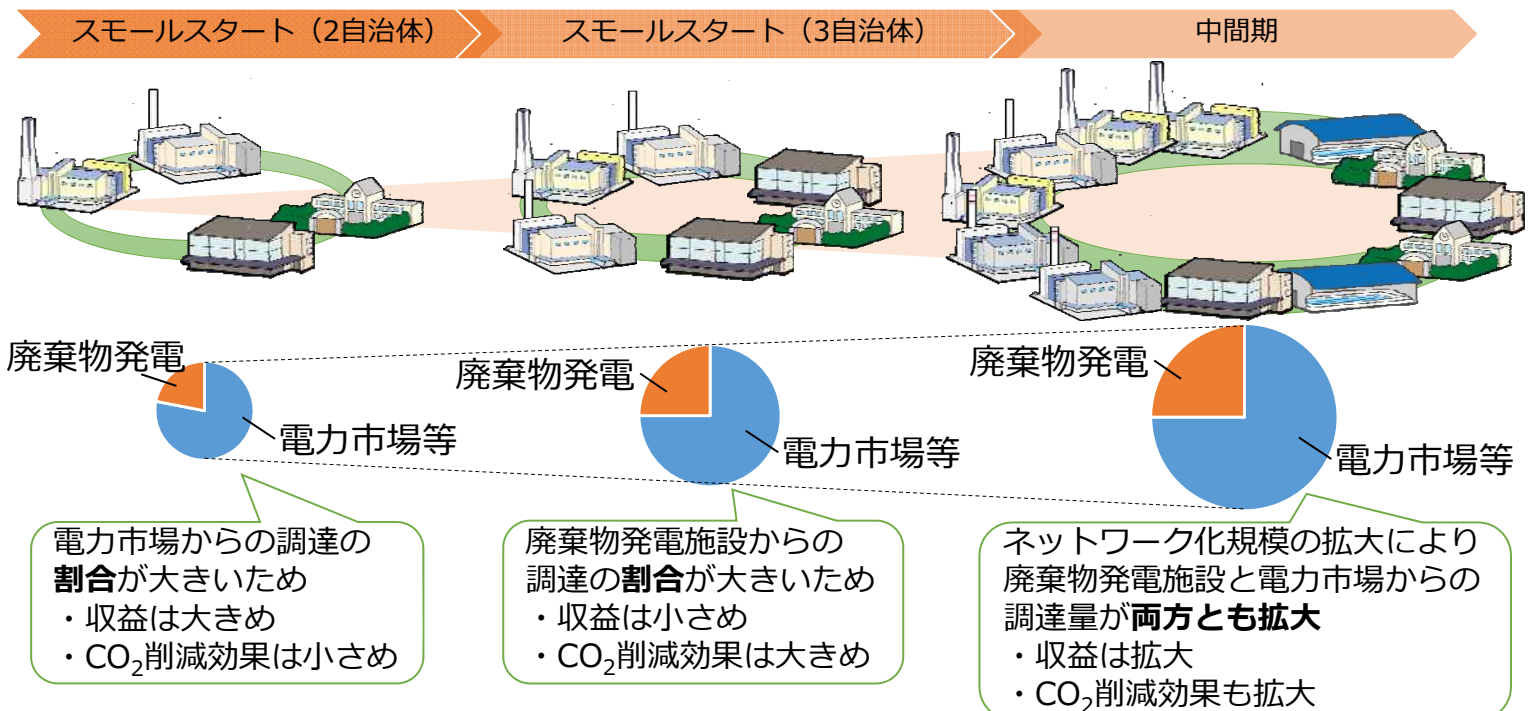 スモールスタート（2自治体）
スモールスタート（3自治体）
中間期
廃棄物発電
電力市場等
廃棄物発電
電力市場等
廃棄物発電
電力市場等
電力市場からの調達の
割合が大きいため
・収益は大きめ
・CO₂削減効果は小さめ
廃棄物発電施設からの
調達の割合が大きいため
・収益は小さめ
・CO₂削減効果は大きめ
ネットワーク化規模の拡大により
廃棄物発電施設と電力市場からの
調達量が両方とも拡大
・収益は拡大
・CO₂削減効果も拡大